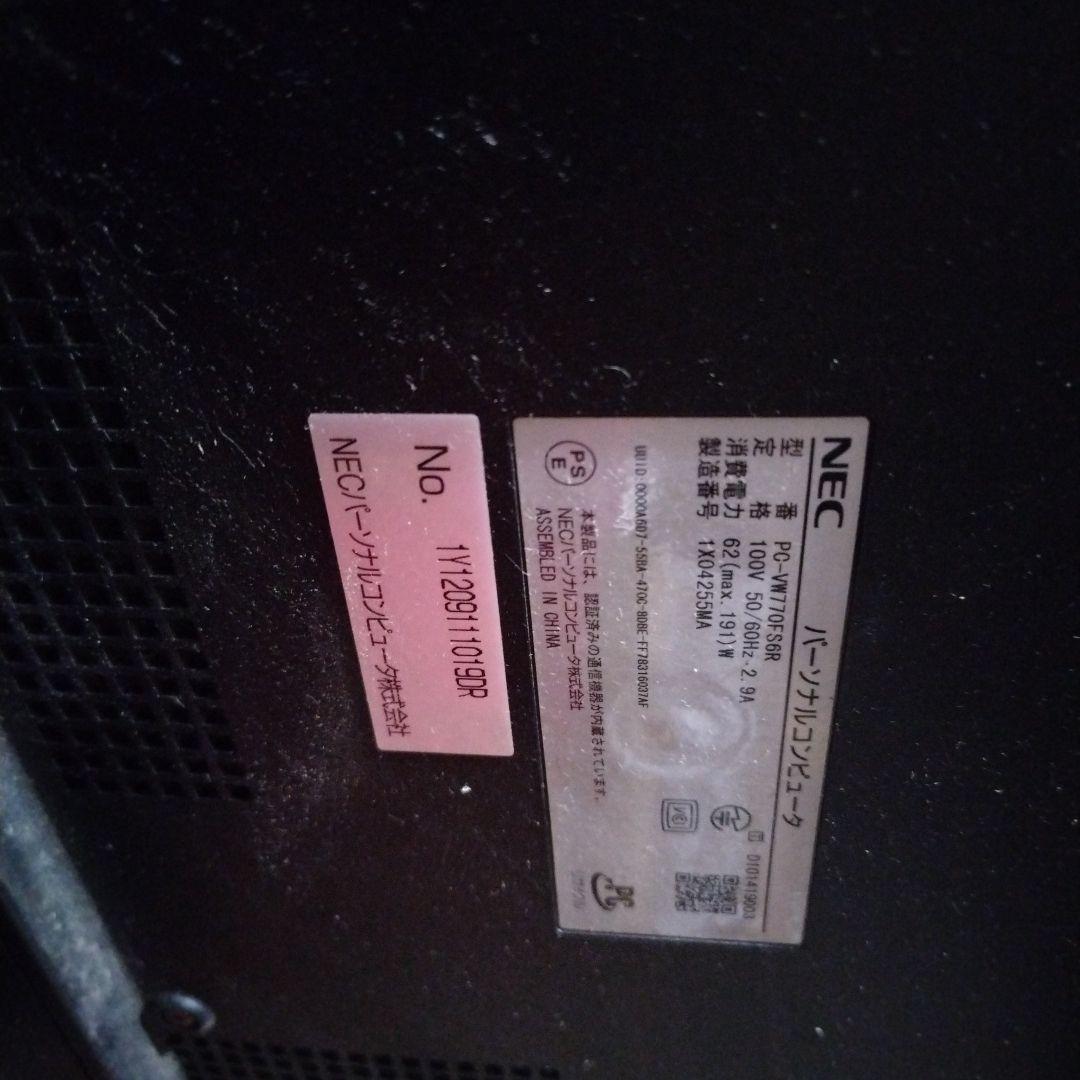 NEC パーソナルコンピュータ
型番 PC-VW770FS6R
定格 100V 50/60Hz・2.9A
消費電力 62(max.191)W
製造番号 1X04255MA
D101419003
本製品には、認証済みの通信機器が内蔵されています。
NECパーソナルコンピュータ株式会社
ASSEMBLED IN CHINA
PS
E
PC
No. 1Y1209111019DR
NECパーソナルコンピュータ株式会社